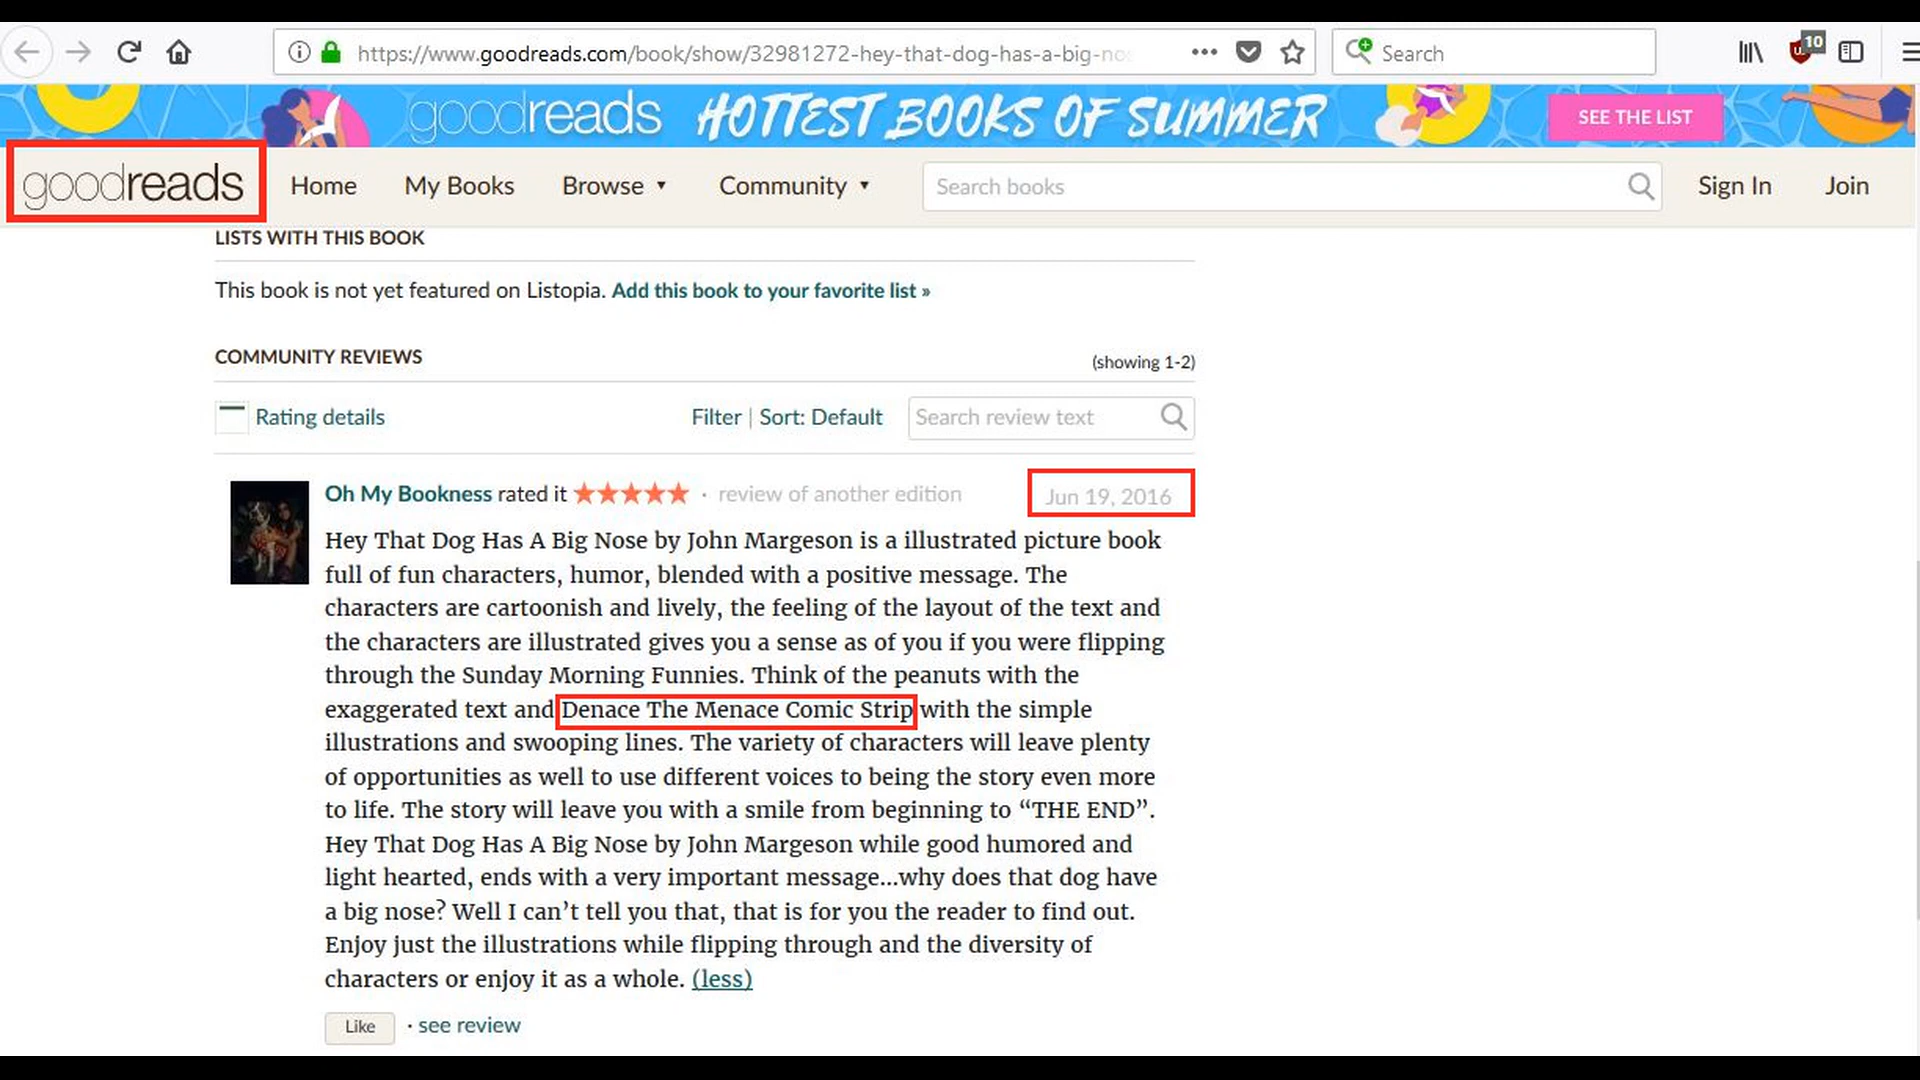 https://www.goodreads.com/book/show/32981272-hey-that-dog-has-a-big-no
Search
10
goodreads HOTTEST BOOKS OF SUMMER SEE THE LIST
goodreads Home My Books Browse ▼ Community ▼ Search books Sign In Join
LISTS WITH THIS BOOK
This book is not yet featured on Listopia. Add this book to your favorite list »
COMMUNITY REVIEWS (showing 1-2)
Rating details Filter | Sort: Default Search review text
Oh My Bookness rated it ★★★★★ · review of another edition Jun 19, 2016
Hey That Dog Has A Big Nose by John Margeson is a illustrated picture book
full of fun characters, humor, blended with a positive message. The
characters are cartoonish and lively, the feeling of the layout of the text and
the characters are illustrated gives you a sense as of you if you were flipping
through the Sunday Morning Funnies. Think of the peanuts with the
exaggerated text and Denace The Menace Comic Strip with the simple
illustrations and swooping lines. The variety of characters will leave plenty
of opportunities as well to use different voices to being the story even more
to life. The story will leave you with a smile from beginning to “THE END”.
Hey That Dog Has A Big Nose by John Margeson while good humored and
light hearted, ends with a very important message...why does that dog have
a big nose? Well I can’t tell you that, that is for you the reader to find out.
Enjoy just the illustrations while flipping through and the diversity of
characters or enjoy it as a whole. (less)
Like · see review